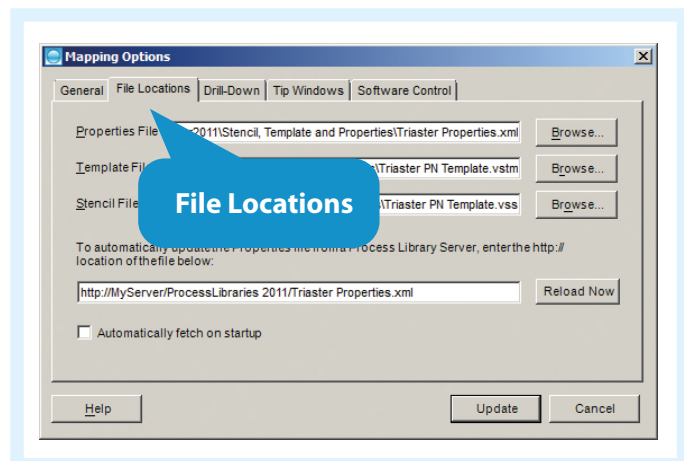 Mapping Options
General File Locations Drill-Down Tip Windows Software Control
Properties File 2011\Stencil, Template and Properties\Triaster Properties.xml Browse...
Template Fil \Triaster PN Template.vstm Browse...
Stencil File \Triaster PN Template.vss Browse...
File Locations
To automatically update the Properties file from a Process Library Server, enter the http://
location of the file below:
http://MyServer/ProcessLibraries 2011/Triaster Properties.xml Reload Now
Automatically fetch on startup
Help Update Cancel